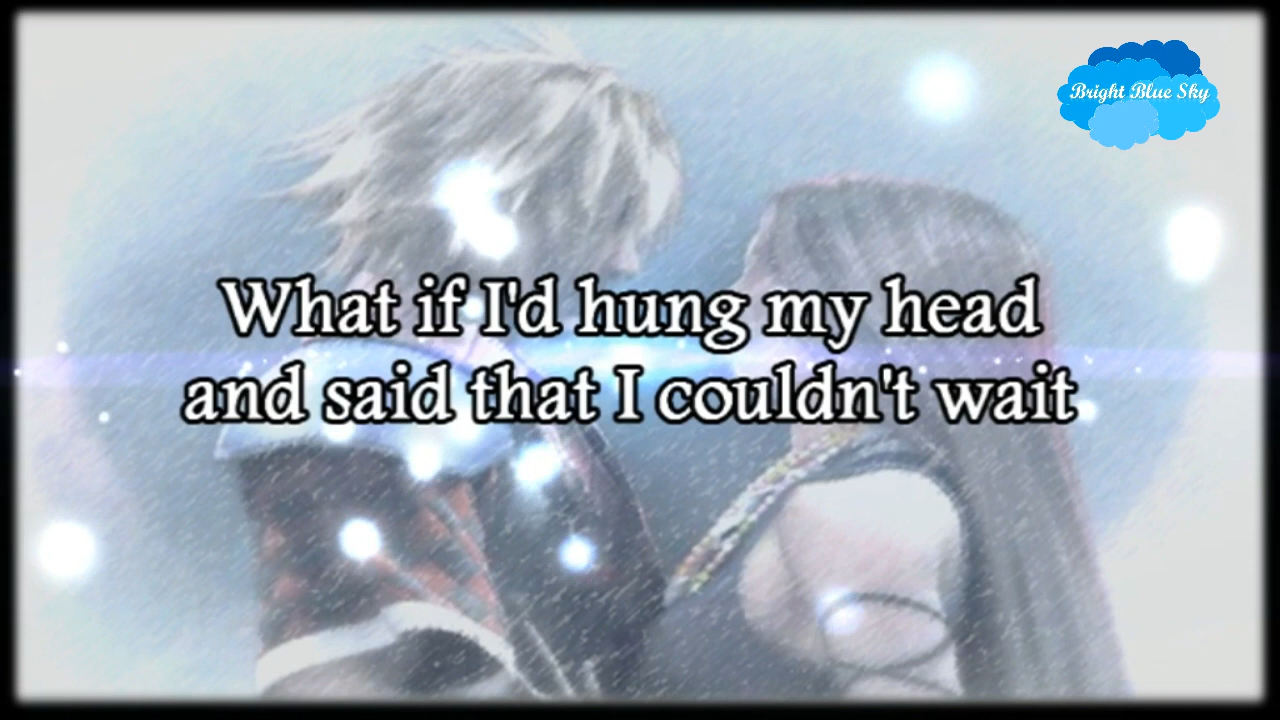 Bright Blue Sky
What if I'd hung my head
and said that I couldn't wait